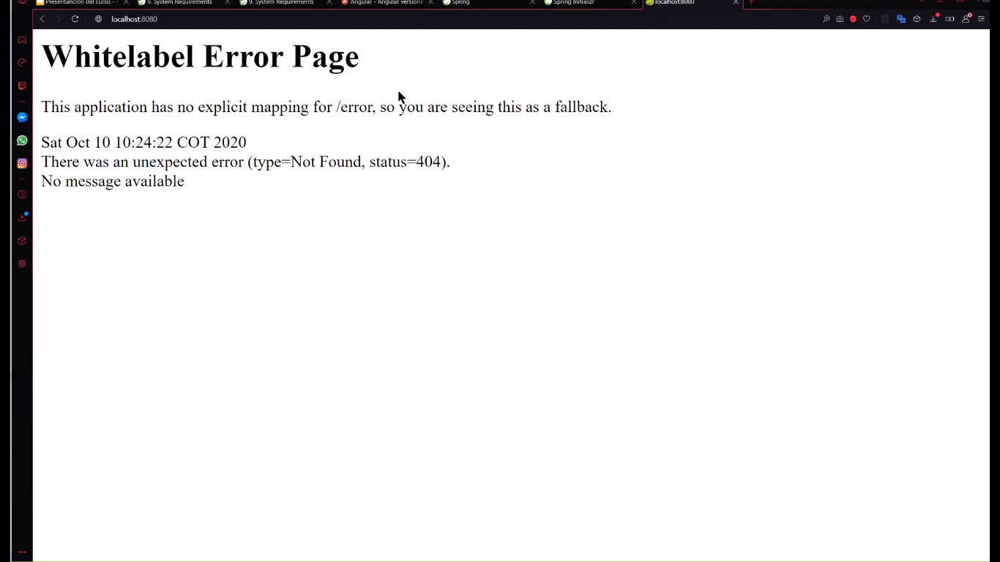 Presentación del curso -
9. System Requirements
9. System Requirements
Angular - Angular versioni
Spring
Spring Initializr
localhost:8080
localhost:8080
Whitelabel Error Page
This application has no explicit mapping for /error, so you are seeing this as a fallback.
Sat Oct 10 10:24:22 COT 2020
There was an unexpected error (type=Not Found, status=404).
No message available